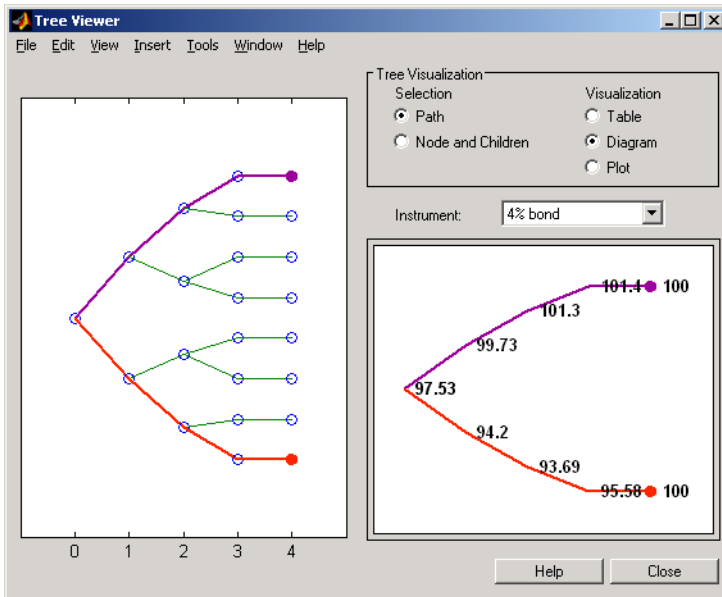 Tree Viewer
File Edit View Insert Tools Window Help
Tree Visualization
Selection
Visualization
Path
Table
Node and Children
Diagram
Plot
Instrument:
4% bond
101.4
100
101.3
99.73
97.53
94.2
93.69
95.58
100
0 1 2 3 4
Help
Close